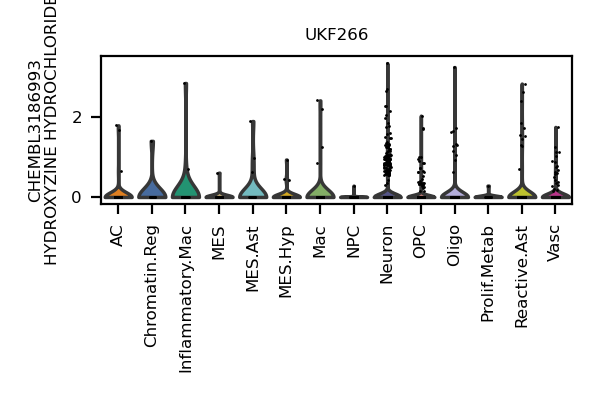 UKF266
CHEMBL3186993
HYDROXYZINE HYDROCHLORIDE
2
0
AC
Chromatin.Reg
Inflammatory.Mac
MES
MES.Ast
MES.Hyp
Mac
NPC
Neuron
OPC
Oligo
Prolif.Metab
Reactive.Ast
Vasc